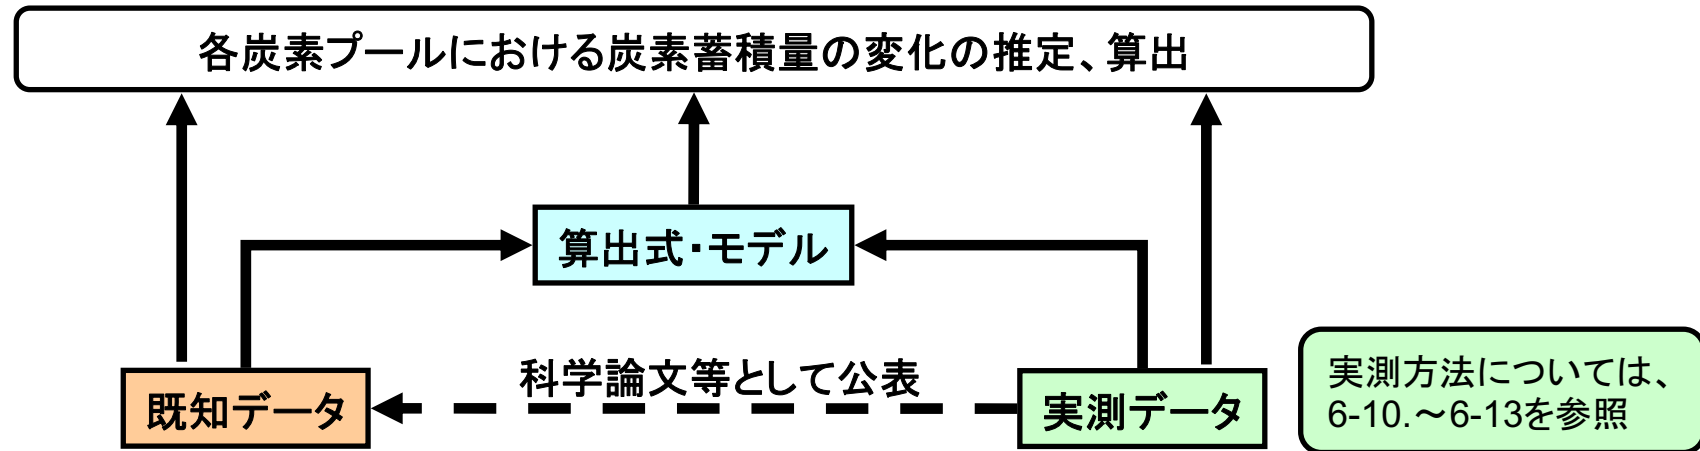 各炭素プールにおける炭素蓄積量の変化の推定、算出
算出式・モデル
科学論文等として公表
既知データ
実測データ
実測方法については、
6-10.～6-13を参照